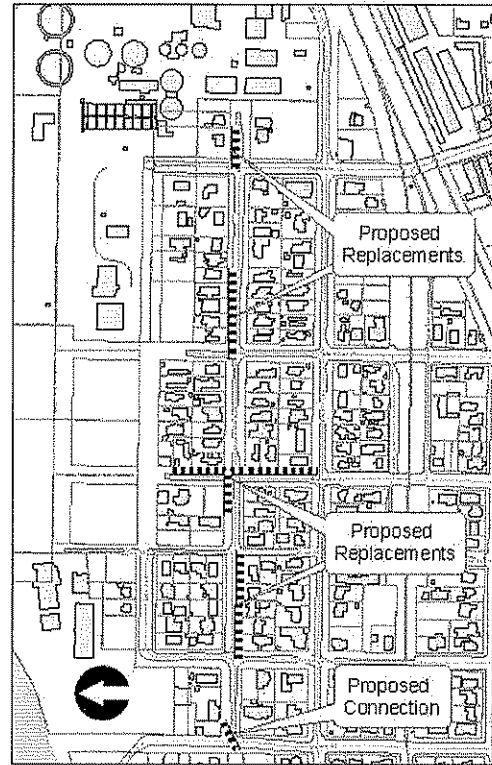 Proposed
Replacements
Proposed
Replacements
Proposed
Connection